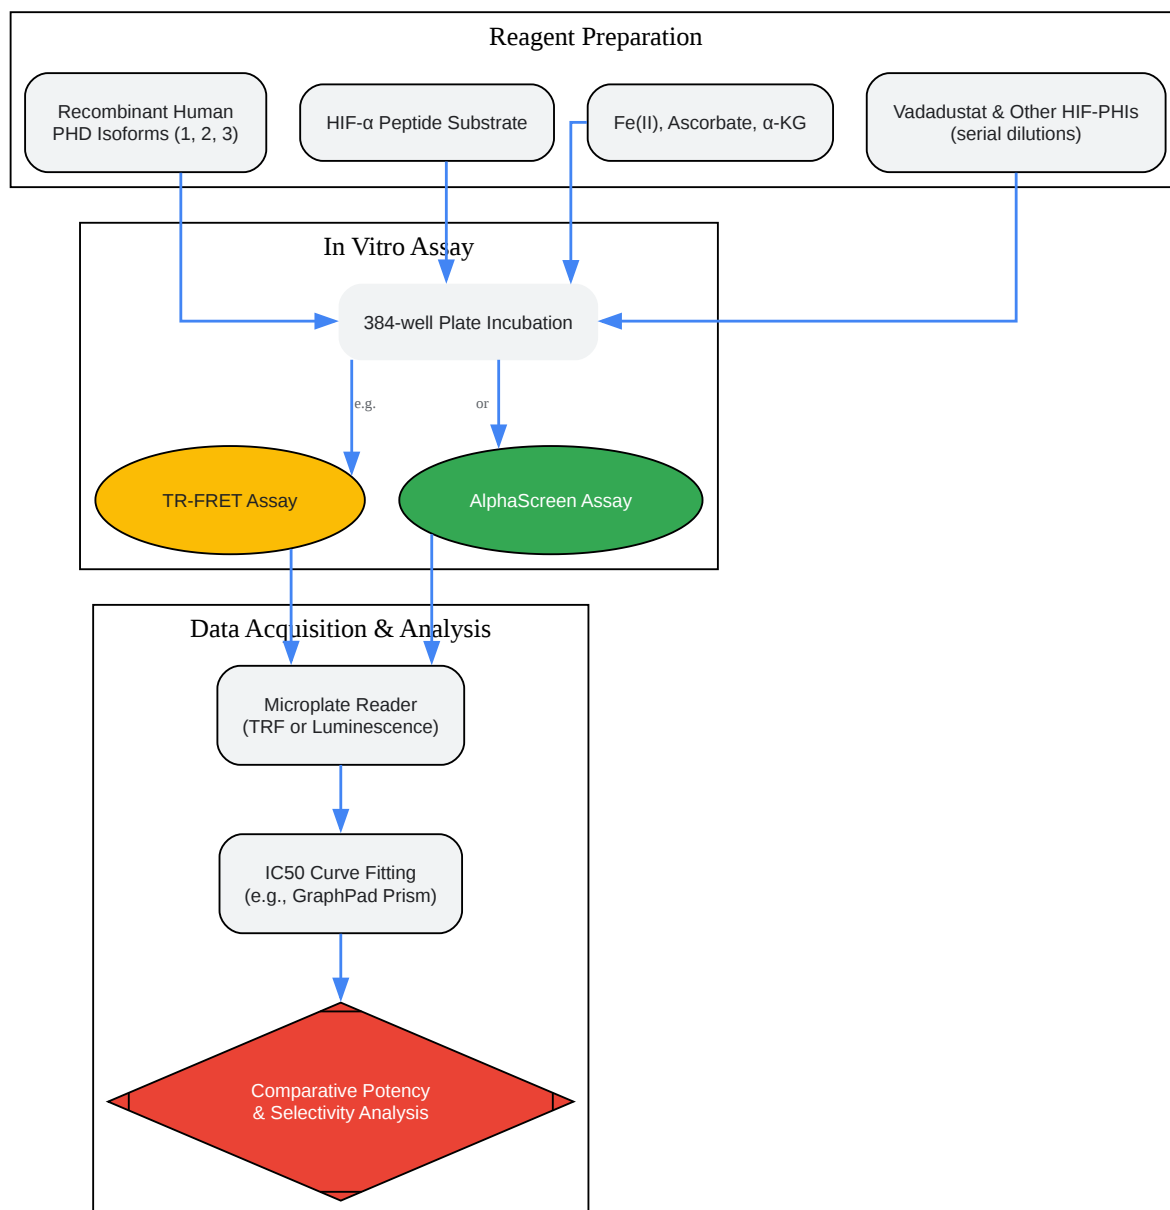 Reagent Preparation
Recombinant Human
PHD Isoforms (1, 2, 3)
HIF-α Peptide Substrate
Fe(II), Ascorbate, α-KG
Vadadustat & Other HIF-PHIs
(serial dilutions)
In Vitro Assay
384-well Plate Incubation
e.g.
or
TR-FRET Assay
AlphaScreen Assay
Data Acquisition & Analysis
Microplate Reader
(TRF or Luminescence)
IC50 Curve Fitting
(e.g., GraphPad Prism)
Comparative Potency
& Selectivity Analysis